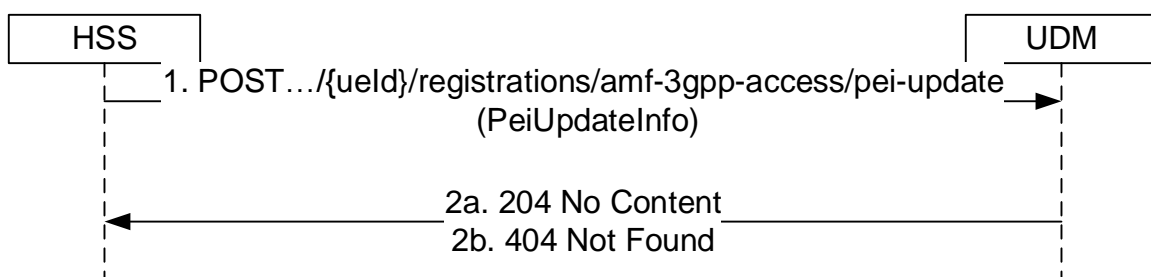 HSS
UDM
1. POST…/{ueId}/registrations/amf-3gpp-access/pei-update
(PeiUpdateInfo)
2a. 204 No Content
2b. 404 Not Found